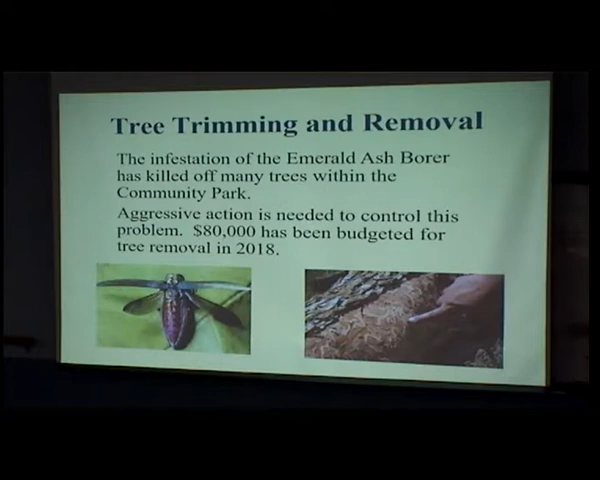 Tree Trimming and Removal
The infestation of the Emerald Ash Borer
has killed off many trees within the
Community Park.
Aggressive action is needed to control this
problem. $80,000 has been budgeted for
tree removal in 2018.